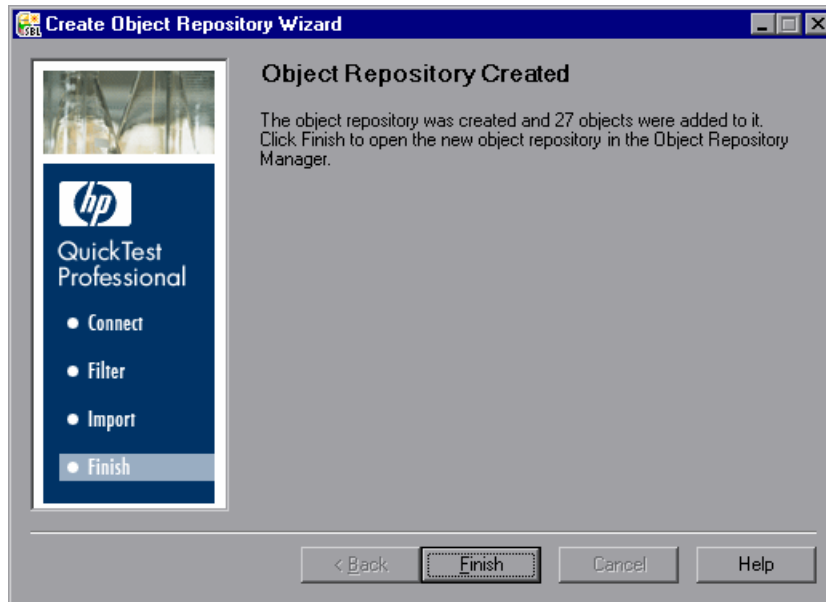 SBL Create Object Repository Wizard
Object Repository Created
The object repository was created and 27 objects were added to it.
Click Finish to open the new object repository in the Object Repository
Manager.
hp
QuickTest
Professional
Connect
Filter
Import
Finish
< Back Finish Cancel Help